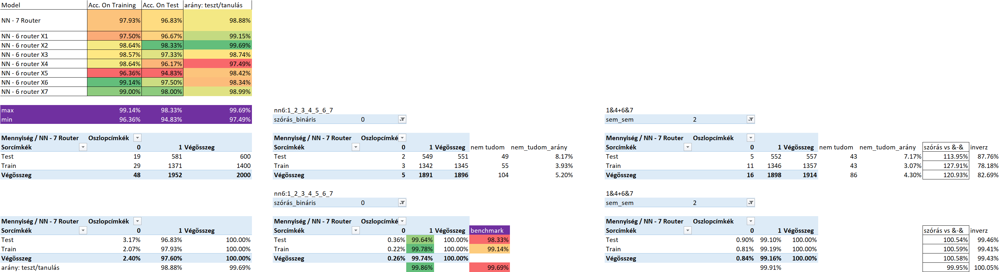 Model Acc. On Training Acc. On Test arány: teszt/tanulás
NN - 7 Router 97.93% 96.83% 98.88%
NN - 6 router X1 97.50% 96.67% 99.15%
NN - 6 router X2 98.64% 98.33% 99.69%
NN - 6 router X3 98.57% 97.33% 98.74%
NN - 6 router X4 98.64% 96.17% 97.49%
NN - 6 router X5 96.36% 94.83% 98.42%
NN - 6 router X6 99.14% 97.50% 98.34%
NN - 6 router X7 99.00% 98.00% 98.99%
max 99.14% 98.33% 99.69% nn6:1_2_3_4_5_6_7 1&4+6&7
min 96.36% 94.83% 97.49% szórás_bináris 0 sem_sem 2
Mennyiség / NN - 7 Router Oszlopcímkék Mennyiség / NN - 7 Router Oszlopcímké Mennyiség / NN - 7 Router Oszlopcímkék
Sorcímkék 0 1 Végösszeg Sorcímkék 0 1 Végösszeg nem tudom nem_tudom_arány Sorcímkék 0 1 Végösszeg nem tudom nem_tudom_arány szórás vs &-& inverz
Test 19 581 600 Test 2 549 551 49 8.17% Test 5 552 557 43 7.17% 113.95% 87.76%
Train 29 1371 1400 Train 3 1342 1345 55 3.93% Train 11 1346 1357 43 3.07% 127.91% 78.18%
Végösszeg 48 1952 2000 Végösszeg 5 1891 1896 104 5.20% Végösszeg 16 1898 1914 86 4.30% 120.93% 82.69%
nn6:1_2_3_4_5_6_7 1&4+6&7
szórás_bináris 0 sem_sem 2
Mennyiség / NN - 7 Router Oszlopcímkék Mennyiség / NN - 7 Router Oszlopcímké Mennyiség / NN - 7 Router Oszlopcímkék
Sorcímkék 0 1 Végösszeg Sorcímkék 0 1 Végösszeg benchmark Sorcímkék 0 1 Végösszeg szórás vs &-& inverz
Test 3.17% 96.83% 100.00% Test 0.36% 99.64% 100.00% 98.33% Test 0.90% 99.10% 100.00% 100.54% 99.46%
Train 2.07% 97.93% 100.00% Train 0.22% 99.78% 100.00% 99.14% Train 0.81% 99.19% 100.00% 100.59% 99.41%
Végösszeg 2.40% 97.60% 100.00% Végösszeg 0.26% 99.74% 100.00% Végösszeg 0.84% 99.16% 100.00% 100.58% 99.43%
arány: teszt/tanulás 98.88% 99.69% 99.86% 99.69% 99.91% 99.95% 100.05%